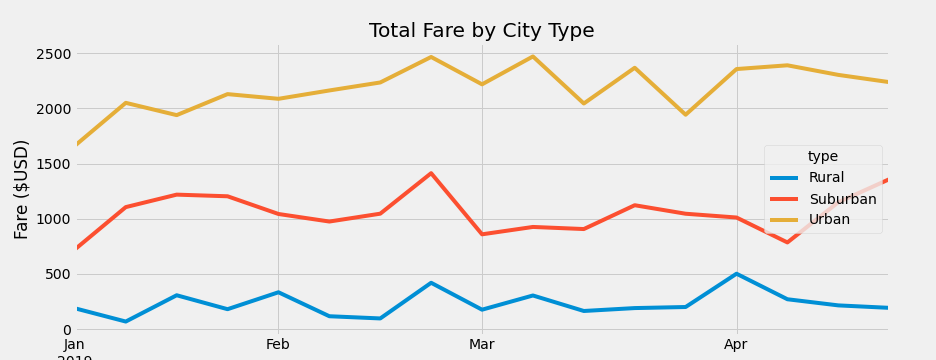 Total Fare by City Type
Fare ($USD)
2500
2000
1500
1000
500
0
type
Rural
Suburban
Urban
Jan
2019
Feb
Mar
Apr